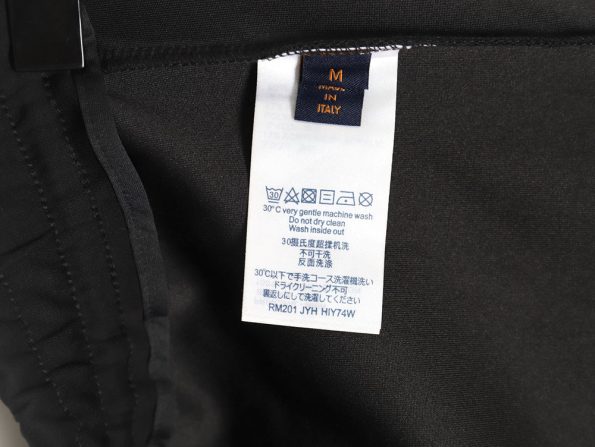 M
MADE
IN
ITALY
30
30°C very gentle machine wash
Do not dry clean
Wash inside out
30摄氏度超揉机洗
不可干洗
反面洗涤
30℃以下で手洗コース洗濯機洗い
ドライクリーニング不可
裏返しにして洗濯してください
RM201 JYH HIY74W